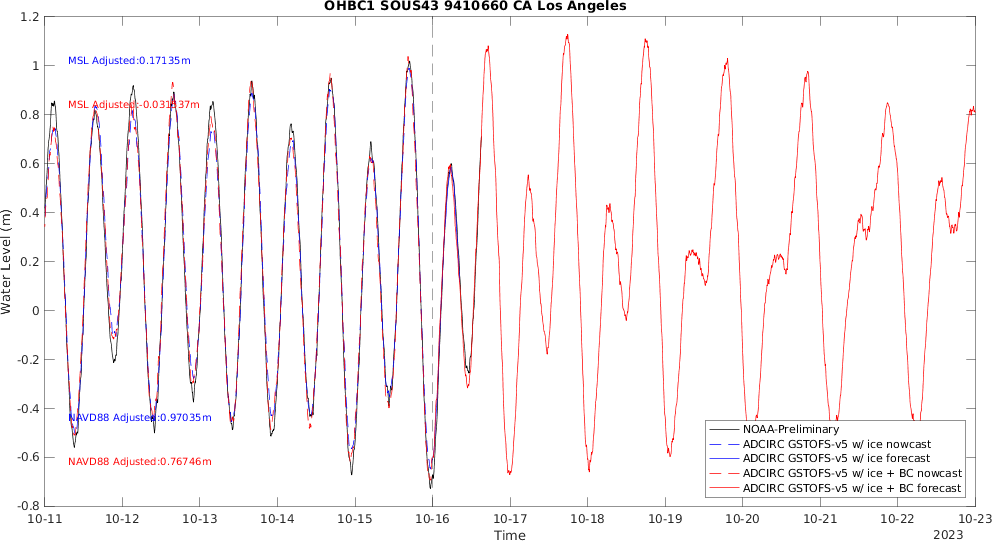 OHBC1 SOUS43 9410660 CA Los Angeles
1.2
1
0.8
0.6
0.4
0.2
0
-0.2
-0.4
-0.6
-0.8
Water Level (m)
MSL Adjusted:0.17135m
NAVD88 Adjusted:0.97035m
NAVD88 Adjusted:0.76746m
NOAA-Preliminary
ADCIRC GSTOFS-v5 w/ ice nowcast
ADCIRC GSTOFS-v5 w/ ice forecast
ADCIRC GSTOFS-v5 w/ ice + BC nowcast
ADCIRC GSTOFS-v5 w/ ice + BC forecast
10-11 10-12 10-13 10-14 10-15 10-16 10-17 10-18 10-19 10-20 10-21 10-22 10-23
Time
2023